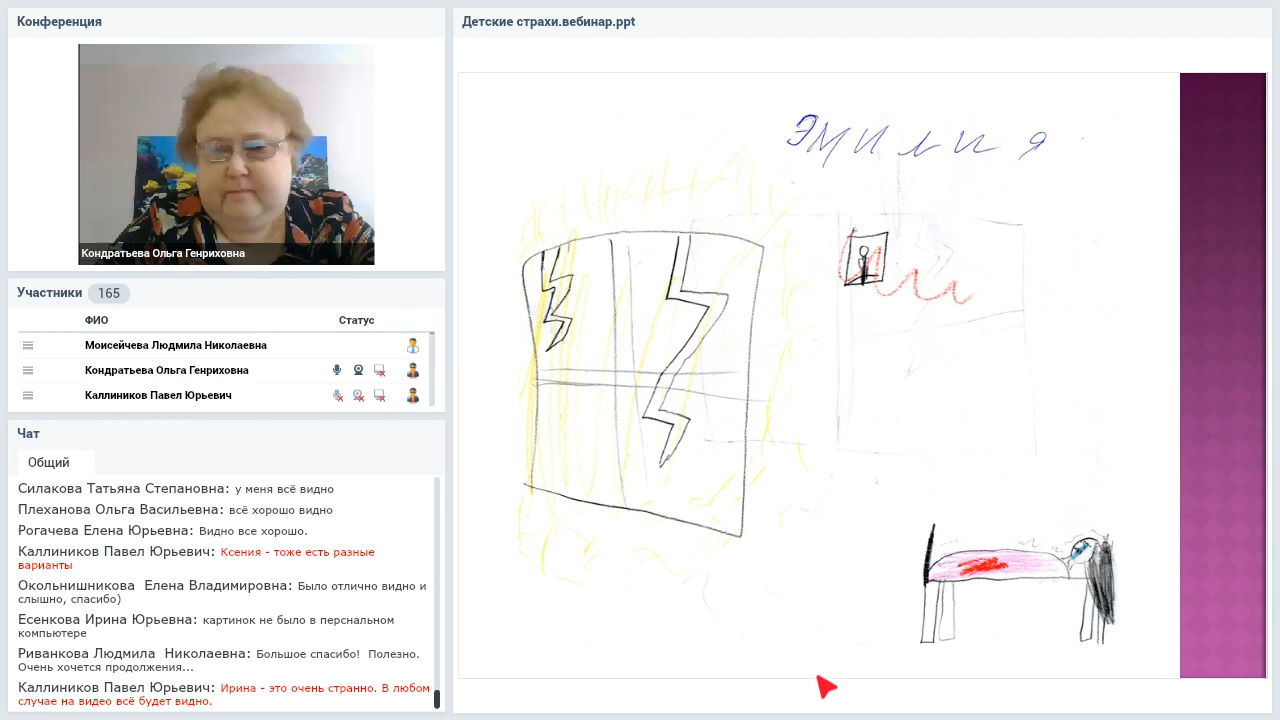 Конференция
Кондратьева Ольга Генриховна
Участники 165
ФИО Статус
Моисейчева Людмила Николаевна
Кондратьева Ольга Генриховна
Каллиников Павел Юрьевич
Чат
Общий
Силакова Татьяна Степановна: у меня всё видно
Плеханова Ольга Васильевна: всё хорошо видно
Рогачева Елена Юрьевна: Видно все хорошо.
Каллиников Павел Юрьевич: Ксения - тоже есть разные
варианты
Окольнишникова Елена Владимировна: Было отлично видно и
слышно, спасибо)
Есенкова Ирина Юрьевна: картинок не было в перснальном
компьютере
Риванкова Людмила Николаевна: Большое спасибо! Полезно.
Очень хочется продолжения...
Каллиников Павел Юрьевич: Ирина - это очень странно. В любом
случае на видео всё будет видно.
Детские страхи.вебинар.ppt
Эмилия